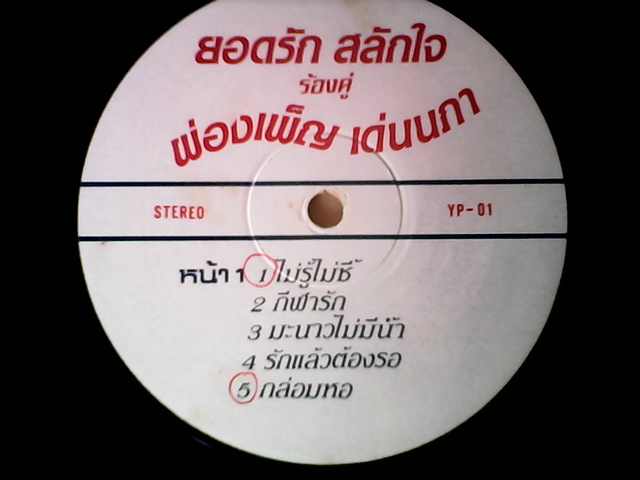 ยอดรัก สลักใจ
ร้องคู่
ผ่องเพ็ญ เด่นนภา
STEREO YP-01
หน้า 1 1 ไม่รู้ไม่ชี้
2 กีฬารัก
3 มะนาวไม่มีน้ำ
4 รักแล้วต้องรอ
5 กล่อมหอ